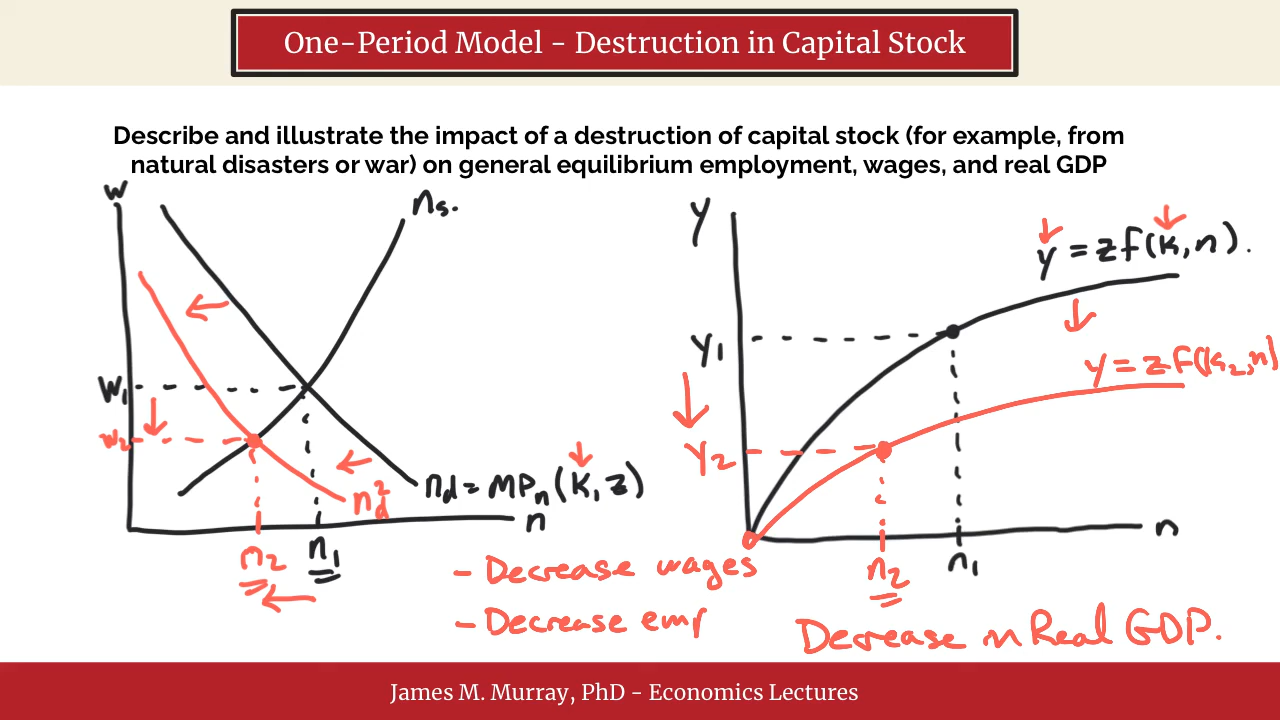 One-Period Model - Destruction in Capital Stock
Describe and illustrate the impact of a destruction of capital stock (for example, from
natural disasters or war) on general equilibrium employment, wages, and real GDP
w
nₛ.
W₁
w₂
n_d = MPₙ(K, z)
n_d²
n
n₂
n₁
- Decrease wages
- Decrease emp
Y
y = zf(K,n).
Y₁
y = zf(K₂,n)
Y₂
n
n₂
n₁
Decrease in Real GDP.
James M. Murray, PhD - Economics Lectures